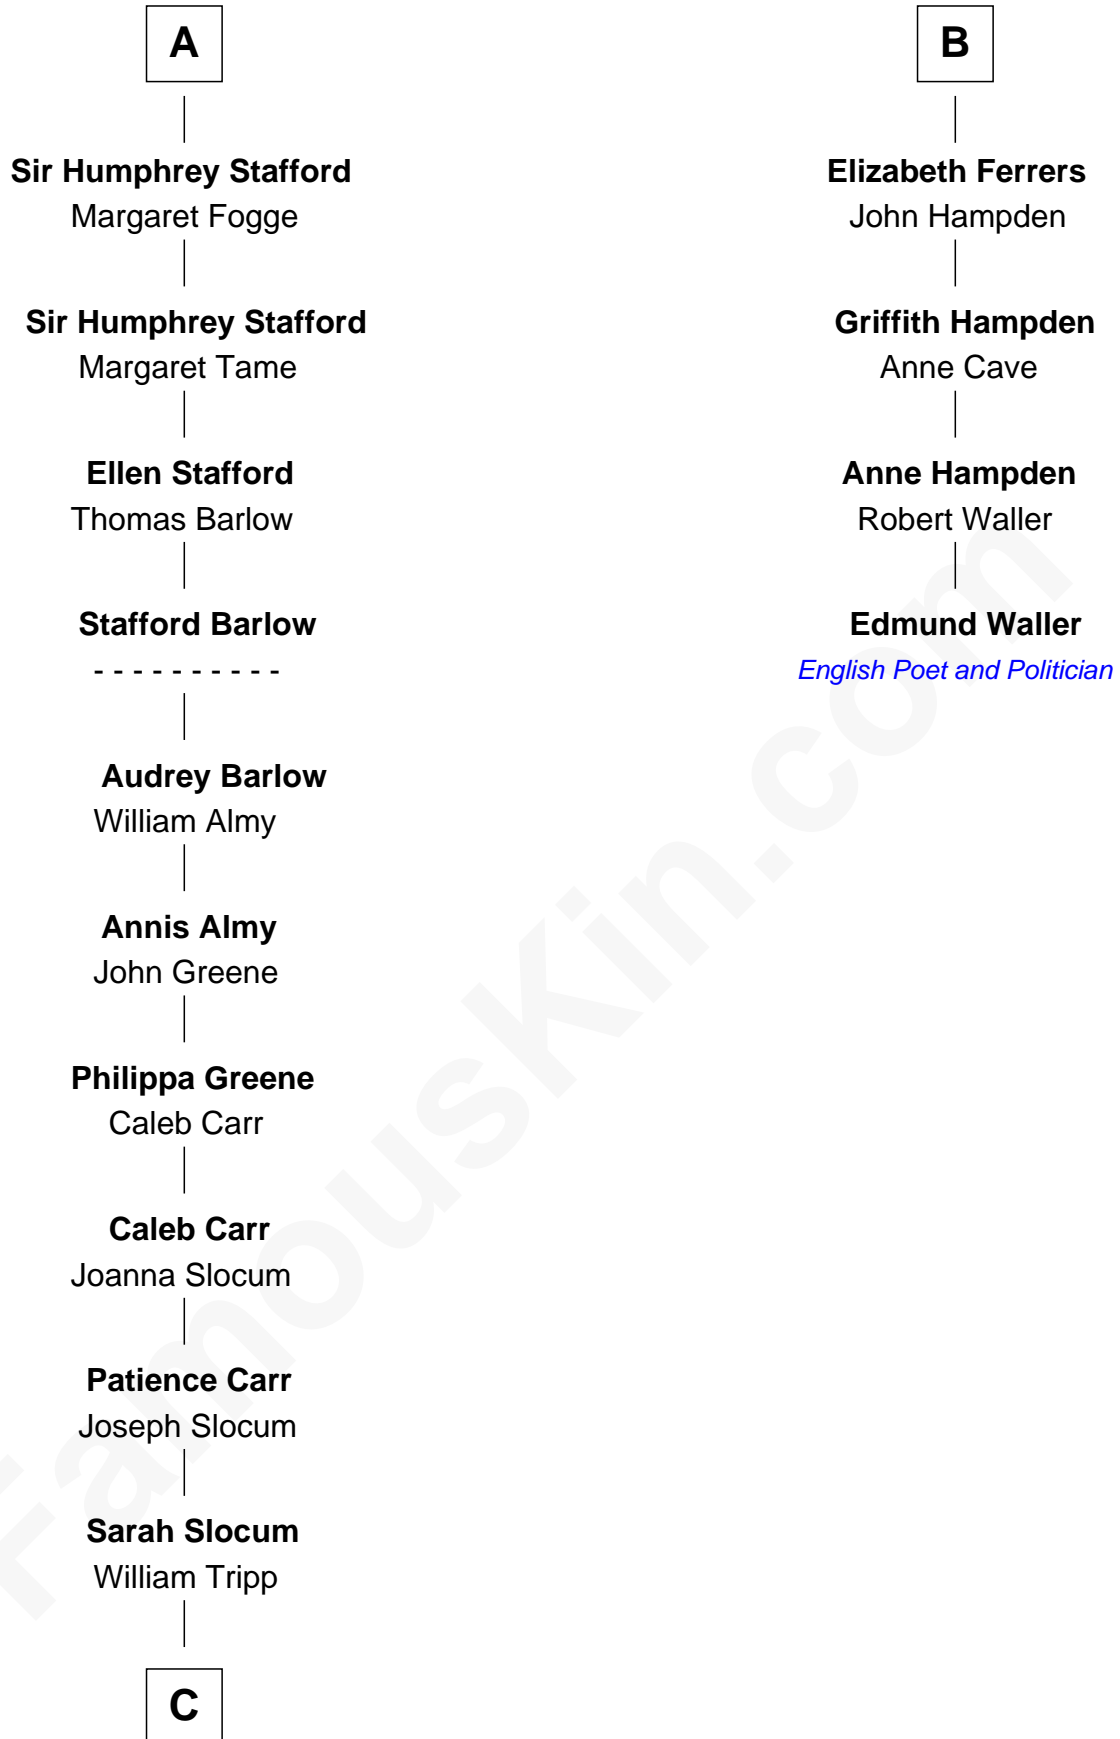 A
Sir Humphrey Stafford
Margaret Fogge
Sir Humphrey Stafford
Margaret Tame
Ellen Stafford
Thomas Barlow
Stafford Barlow
- - - - - - - - - -
Audrey Barlow
William Almy
Annis Almy
John Greene
Philippa Greene
Caleb Carr
Caleb Carr
Joanna Slocum
Patience Carr
Joseph Slocum
Sarah Slocum
William Tripp
C
B
Elizabeth Ferrers
John Hampden
Griffith Hampden
Anne Cave
Anne Hampden
Robert Waller
Edmund Waller
English Poet and Politician
FamousKin.com